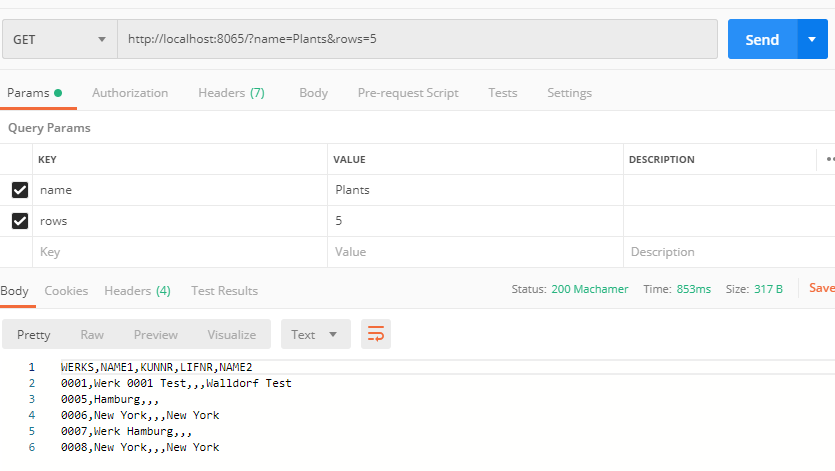 GET http://localhost:8065/?name=Plants&rows=5 Send
Params Authorization Headers (7) Body Pre-request Script Tests Settings
Query Params
KEY VALUE DESCRIPTION
name Plants
rows 5
Key Value Description
Body Cookies Headers (4) Test Results Status: 200 Machamer Time: 853ms Size: 317 B Save
Pretty Raw Preview Visualize Text
1 WERKS,NAME1,KUNNR,LIFNR,NAME2
2 0001,Werk 0001 Test,,,Walldorf Test
3 0005,Hamburg,,,
4 0006,New York,,,New York
5 0007,Werk Hamburg,,,
6 0008,New York,,,New York